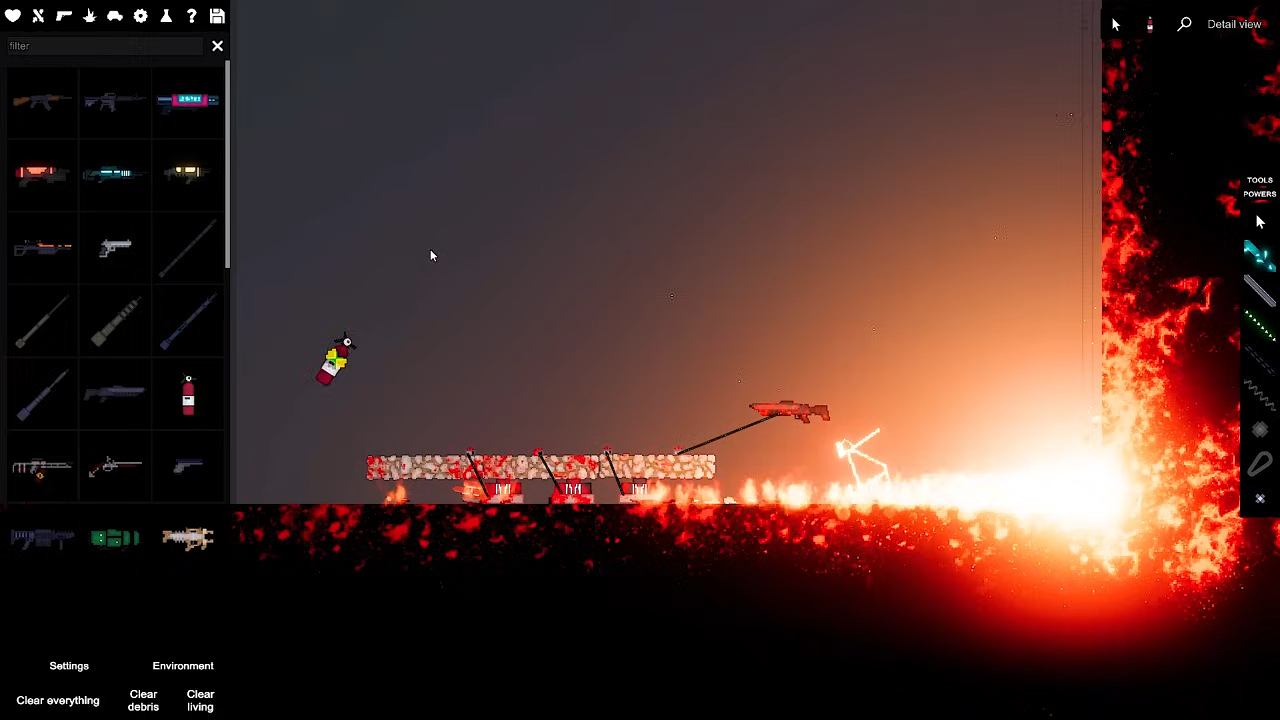 filter
Detail view
TOOLS
POWERS
Settings
Environment
Clear everything
Clear
debris
Clear
living